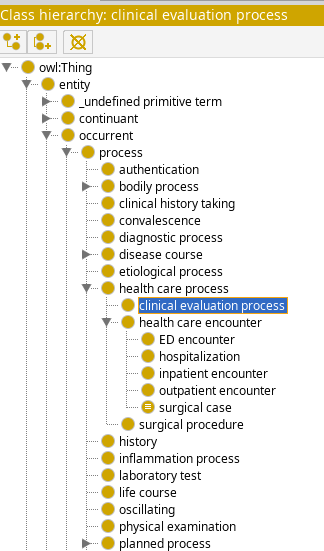 Class hierarchy: clinical evaluation process
owl:Thing
entity
_undefined primitive term
continuant
occurrent
process
authentication
bodily process
clinical history taking
convalescence
diagnostic process
disease course
etiological process
health care process
clinical evaluation process
health care encounter
ED encounter
hospitalization
inpatient encounter
outpatient encounter
surgical case
surgical procedure
history
inflammation process
laboratory test
life course
oscillating
physical examination
planned process